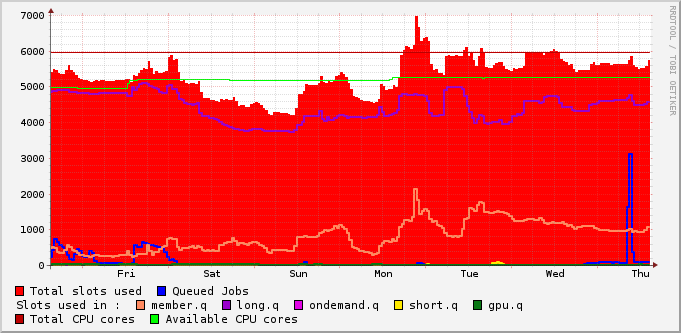 RRDTOOL / TOBI OETIKER
7000
6000
5000
4000
3000
2000
1000
0
Fri Sat Sun Mon Tue Wed Thu
Total slots used Queued Jobs
Slots used in : member.q long.q ondemand.q short.q gpu.q
Total CPU cores Available CPU cores